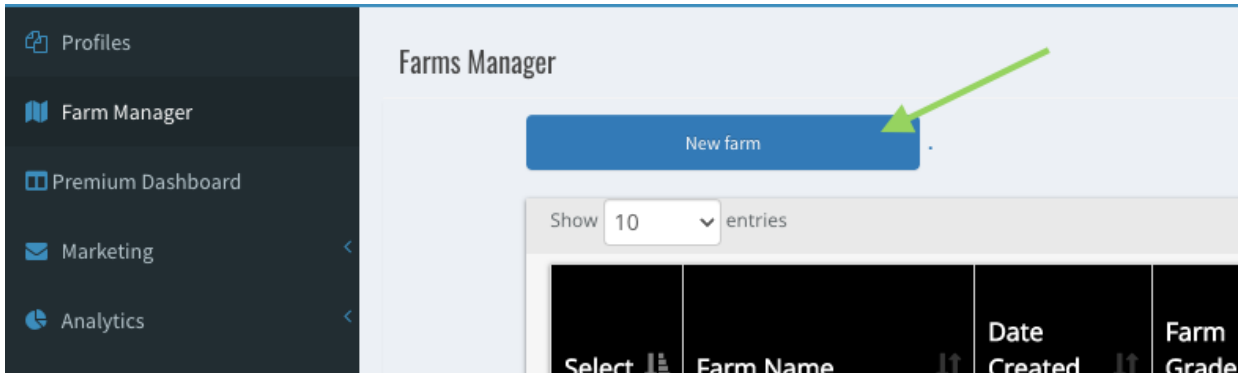 Profiles
Farm Manager
Premium Dashboard
Marketing
Analytics
Farms Manager
New farm
.
Show 10 entries
Select
Farm Name
Date
Created
Farm
Grade